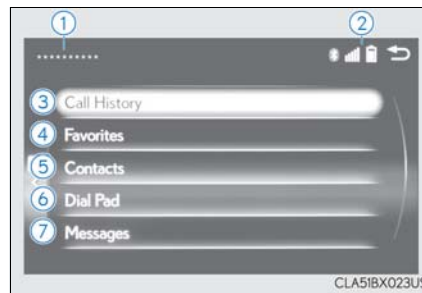 1 2
..........
3 Call History
4 Favorites
5 Contacts
6 Dial Pad
7 Messages
CLA51BX023US